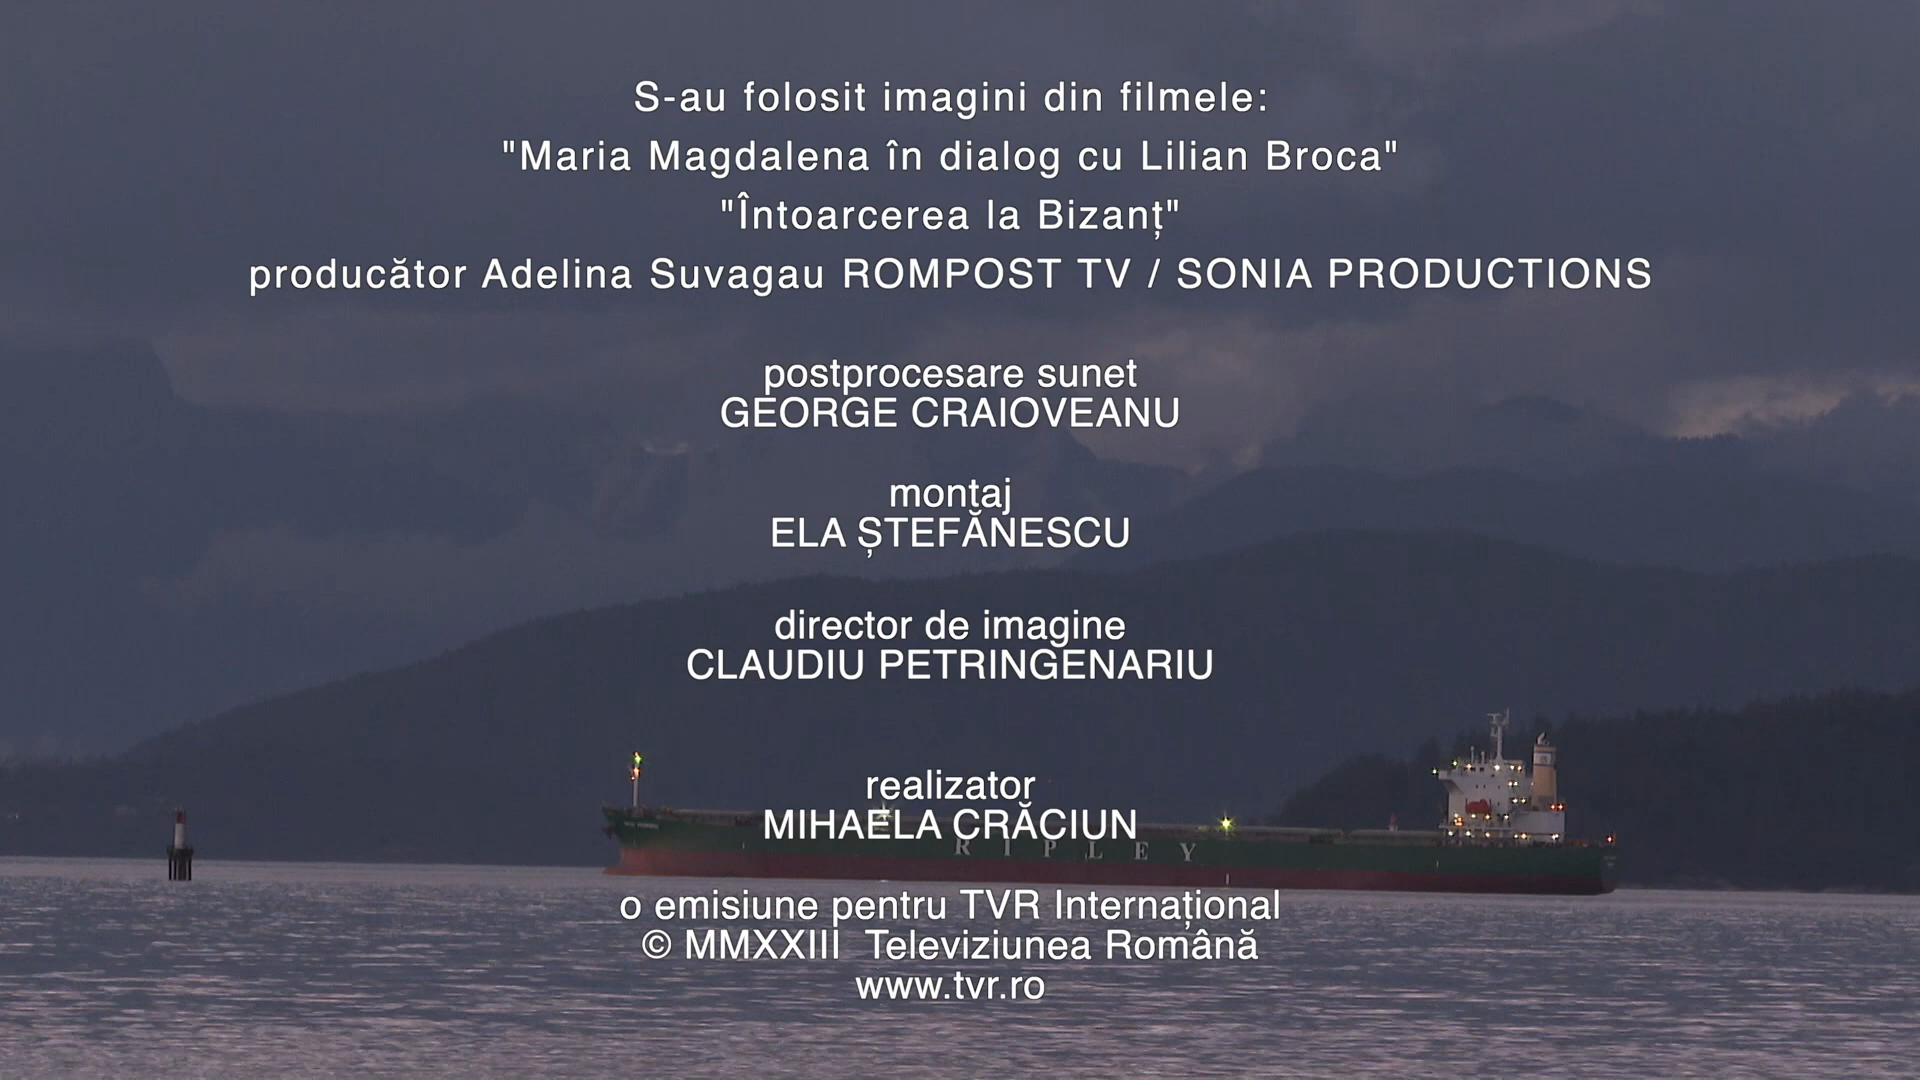 S-au folosit imagini din filmele:
"Maria Magdalena în dialog cu Lilian Broca"
"Întoarcerea la Bizanț"
producător Adelina Suvagau ROMPOST TV / SONIA PRODUCTIONS
postprocesare sunet
GEORGE CRAIOVEANU
montaj
ELA ȘTEFĂNESCU
director de imagine
CLAUDIU PETRINGENARIU
realizator
MIHAELA CRĂCIUN
RIPLEY
o emisiune pentru TVR Internațional
© MMXXIII  Televiziunea Română
www.tvr.ro